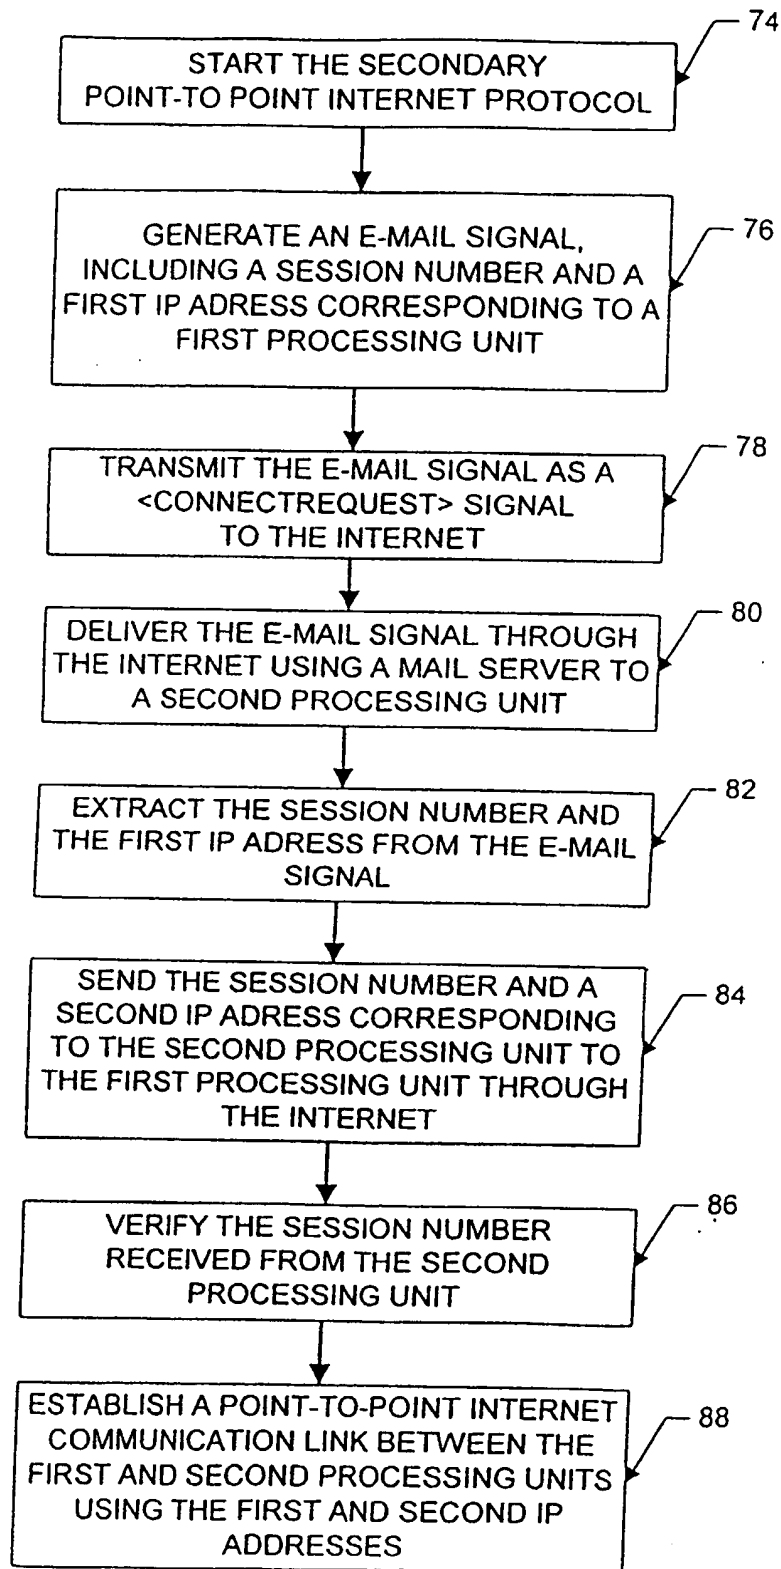 74
START THE SECONDARY
POINT-TO POINT INTERNET PROTOCOL
76
GENERATE AN E-MAIL SIGNAL,
INCLUDING A SESSION NUMBER AND A
FIRST IP ADRESS CORRESPONDING TO A
FIRST PROCESSING UNIT
78
TRANSMIT THE E-MAIL SIGNAL AS A
<CONNECTREQUEST> SIGNAL
TO THE INTERNET
80
DELIVER THE E-MAIL SIGNAL THROUGH
THE INTERNET USING A MAIL SERVER TO
A SECOND PROCESSING UNIT
82
EXTRACT THE SESSION NUMBER AND
THE FIRST IP ADRESS FROM THE E-MAIL
SIGNAL
84
SEND THE SESSION NUMBER AND A
SECOND IP ADRESS CORRESPONDING
TO THE SECOND PROCESSING UNIT TO
THE FIRST PROCESSING UNIT THROUGH
THE INTERNET
86
VERIFY THE SESSION NUMBER
RECEIVED FROM THE SECOND
PROCESSING UNIT
88
ESTABLISH A POINT-TO-POINT INTERNET
COMMUNICATION LINK BETWEEN THE
FIRST AND SECOND PROCESSING UNITS
USING THE FIRST AND SECOND IP
ADDRESSES